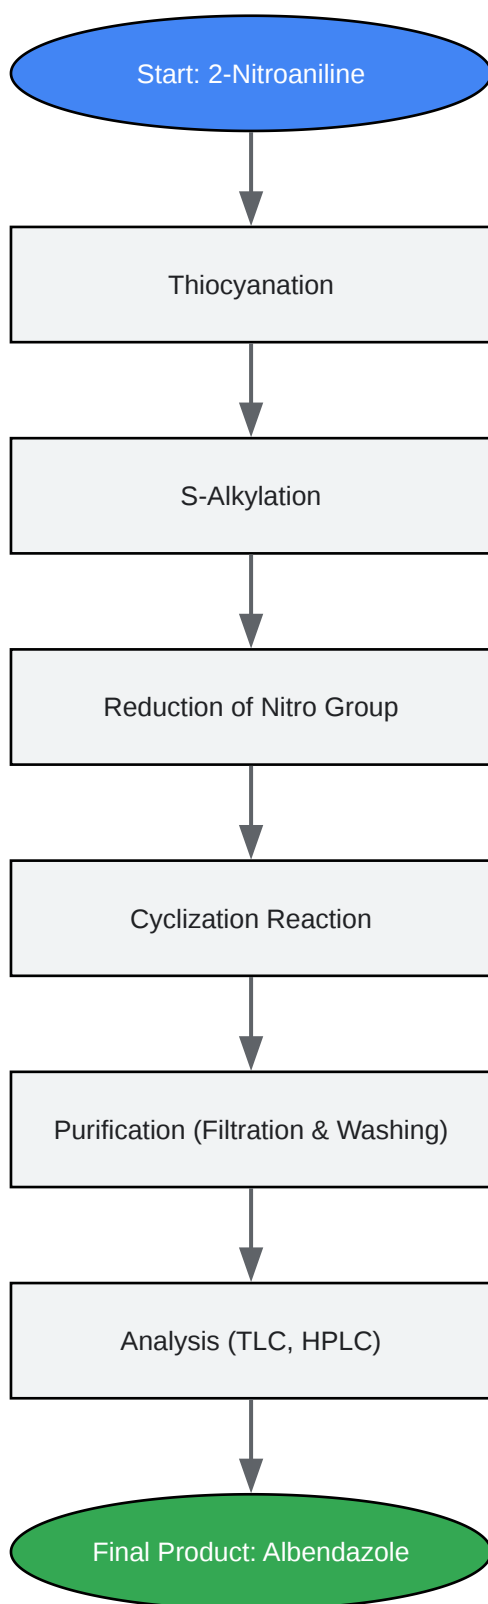 Start: 2-Nitroaniline
Thiocyanation
S-Alkylation
Reduction of Nitro Group
Cyclization Reaction
Purification (Filtration & Washing)
Analysis (TLC, HPLC)
Final Product: Albendazole